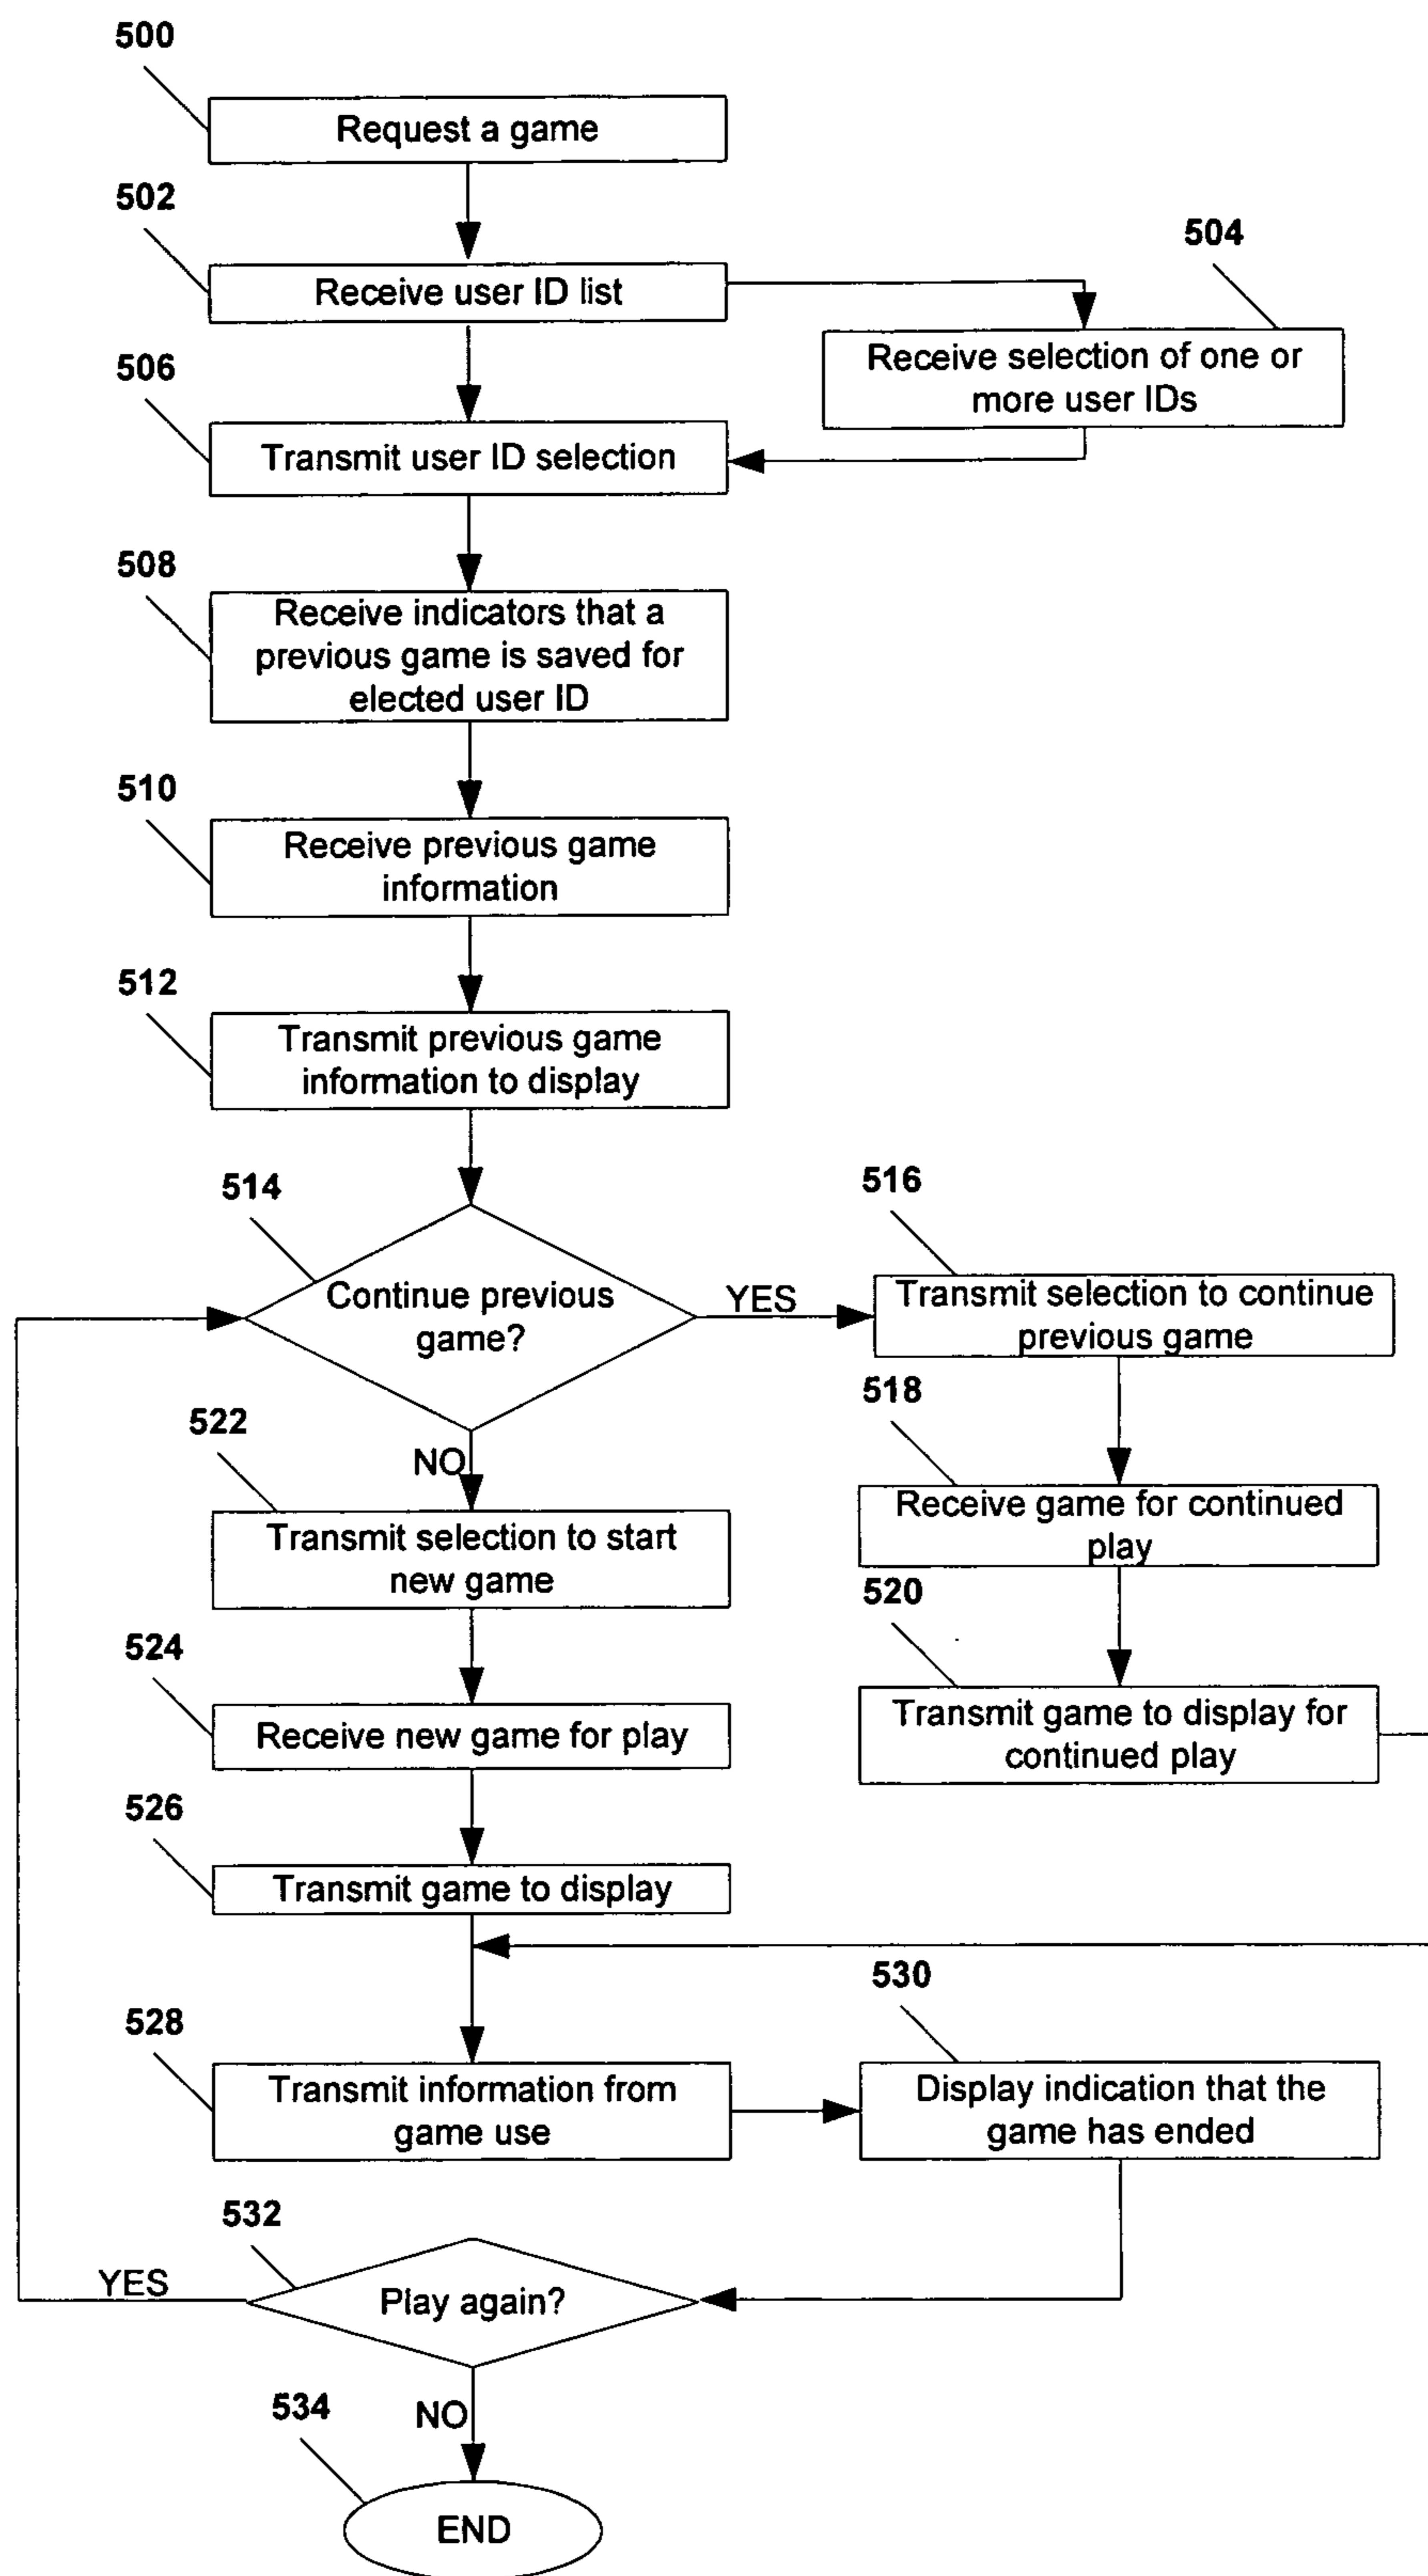 500
Request a game
502
Receive user ID list
504
Receive selection of one or
more user IDs
506
Transmit user ID selection
508
Receive indicators that a
previous game is saved for
elected user ID
510
Receive previous game
information
512
Transmit previous game
information to display
514
Continue previous
game?
YES
516
Transmit selection to continue
previous game
518
Receive game for continued
play
520
Transmit game to display for
continued play
NO
522
Transmit selection to start
new game
524
Receive new game for play
526
Transmit game to display
528
Transmit information from
game use
530
Display indication that the
game has ended
532
Play again?
YES
NO
534
END